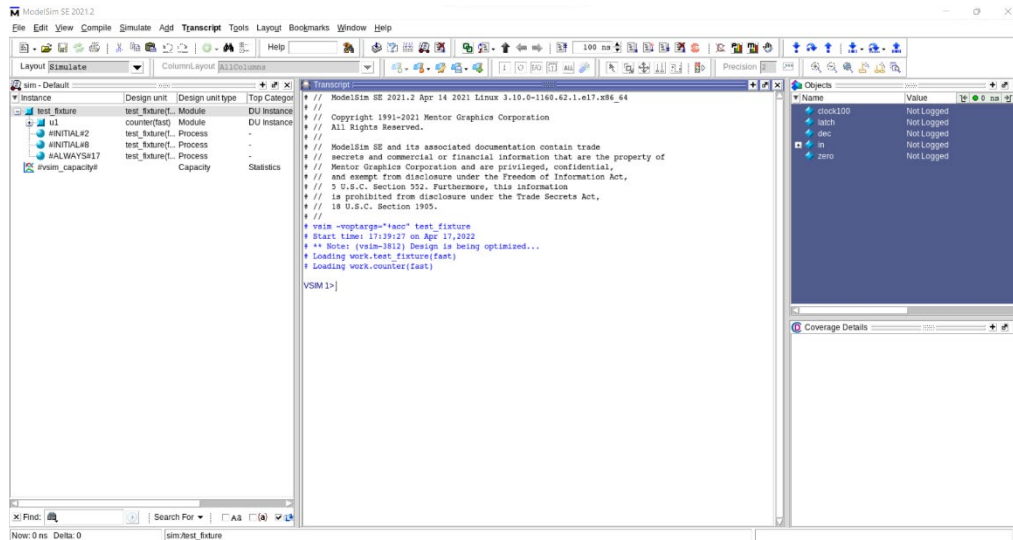 ModelSim SE 2021.2
File Edit View Compile Simulate Add Transcript Tools Layout Bookmarks Window Help
Help
100 ns
Layout Simulate
ColumnLayout AllColumns
Precision 2
sim - Default
Instance Design unit Design unit type Top Categor
test_fixture test_fixture(f... Module DU Instance
u1 counter(fast) Module DU Instance
#INITIAL#2 test_fixture(f... Process -
#INITIAL#8 test_fixture(f... Process -
#ALWAYS#17 test_fixture(f... Process -
#vsim_capacity# Capacity Statistics
Find:
Search For
Aa
(a)
Transcript
# // ModelSim SE 2021.2 Apr 14 2021 Linux 3.10.0-1160.62.1.el7.x86_64
# //
# // Copyright 1991-2021 Mentor Graphics Corporation
# // All Rights Reserved.
# //
# // ModelSim SE and its associated documentation contain trade
# // secrets and commercial or financial information that are the property of
# // Mentor Graphics Corporation and are privileged, confidential,
# // and exempt from disclosure under the Freedom of Information Act,
# // 5 U.S.C. Section 552. Furthermore, this information
# // is prohibited from disclosure under the Trade Secrets Act,
# // 18 U.S.C. Section 1905.
# //
# vsim -voptargs="+acc" test_fixture
# Start time: 17:39:27 on Apr 17,2022
# ** Note: (vsim-3812) Design is being optimized...
# Loading work.test_fixture(fast)
# Loading work.counter(fast)
VSIM 1>
Objects
Name Value 0 ns
clock100 Not Logged
latch Not Logged
dec Not Logged
in Not Logged
zero Not Logged
Coverage Details
Now: 0 ns Delta: 0
sim:/test_fixture